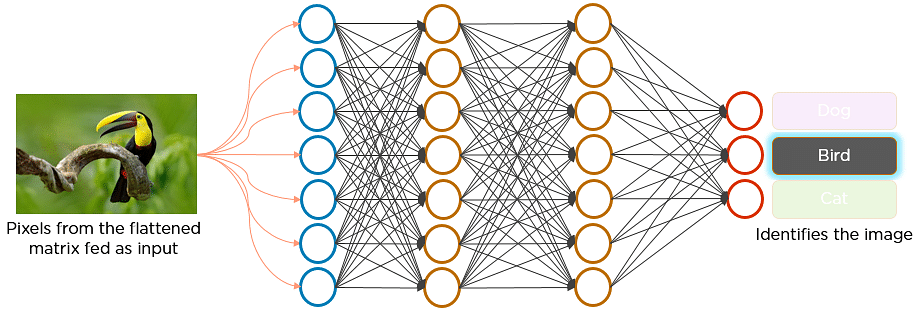 Dog
Bird
Cat
Pixels from the flattened
matrix fed as input
Identifies the image